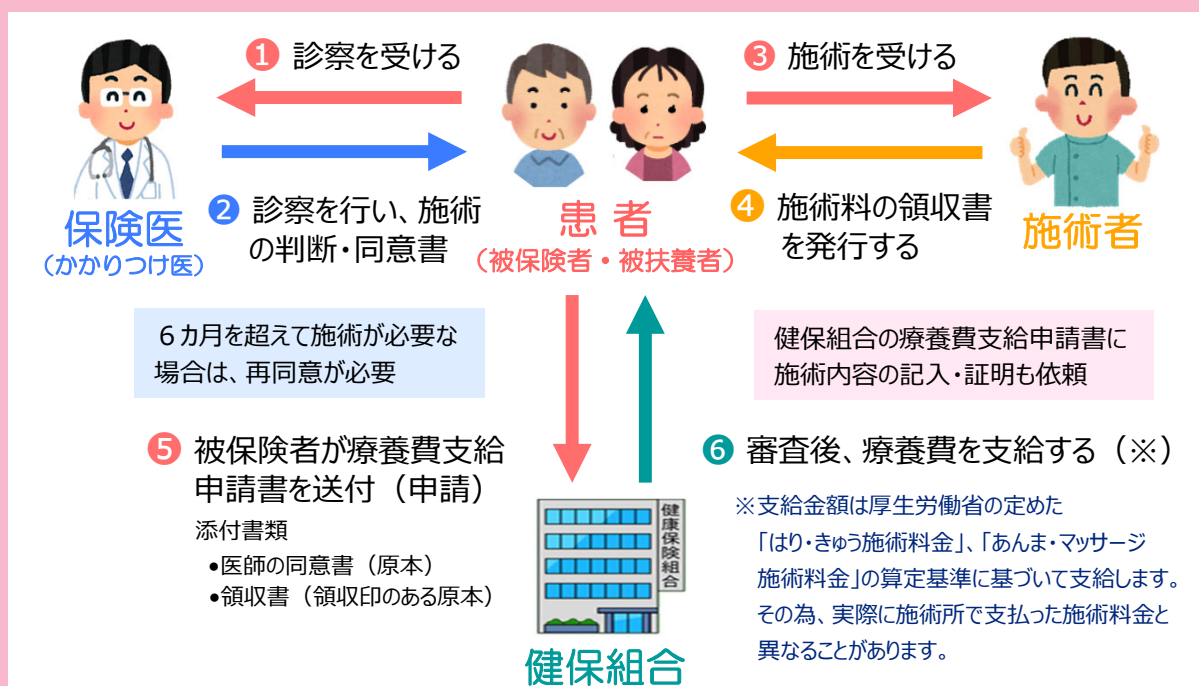 ❶ 診察を受ける
❸ 施術を受ける
保険医
（かかりつけ医）
❷ 診察を行い、施術
の判断・同意書
患者
（被保険者・被扶養者）
❹ 施術料の領収書
を発行する
施術者
６カ月を超えて施術が必要な
場合は、再同意が必要
健保組合の療養費支給申請書に
施術内容の記入・証明も依頼
❺ 被保険者が療養費支給
申請書を送付（申請）
添付書類
•医師の同意書（原本）
•領収書（領収印のある原本）
健康保険組合
健保組合
❻ 審査後、療養費を支給する（※）
※支給金額は厚生労働省の定めた
「はり・きゅう施術料金」、「あんま・マッサージ
施術料金」の算定基準に基づいて支給します。
その為、実際に施術所で支払った施術料金と
異なることがあります。